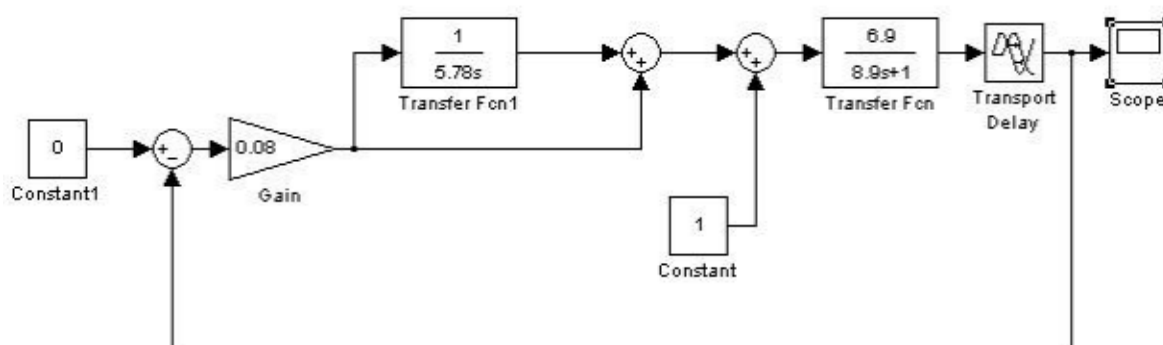 1
5.78s
Transfer Fcn1
+
+
+
+
6.9
8.9s+1
Transfer Fcn
Transport
Delay
Scope
0
Constant1
+
−
0.08
Gain
1
Constant